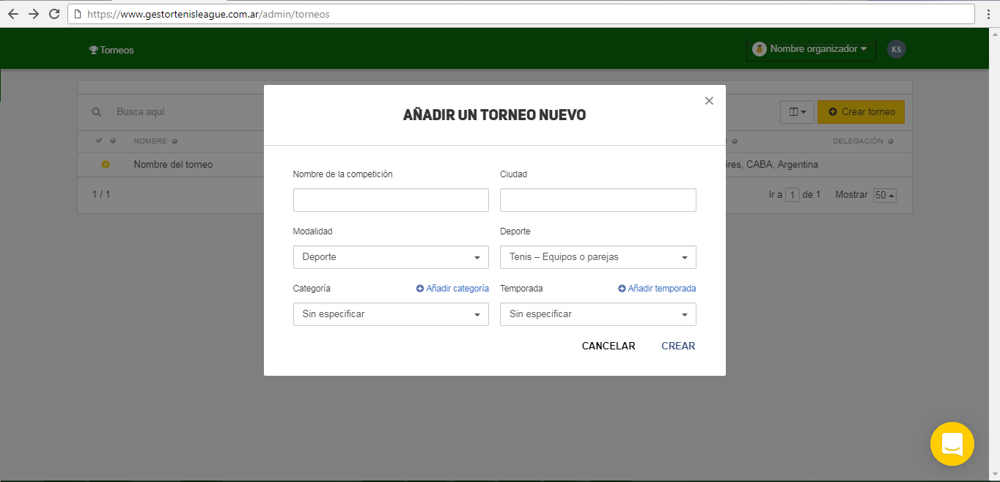 https://www.gestortenisleague.com.ar/admin/torneos
Torneos
Nombre organizador
KS
AÑADIR UN TORNEO NUEVO
Busca aquí
Crear torneo
NOMBRE
DELEGACIÓN
Nombre del torneo
ires, CABA, Argentina
1 / 1
Ir a 1 de 1 Mostrar 50
Nombre de la competición
Ciudad
Modalidad
Deporte
Deporte
Tenis – Equipos o parejas
Categoría
Añadir categoría
Temporada
Añadir temporada
Sin especificar
Sin especificar
CANCELAR
CREAR